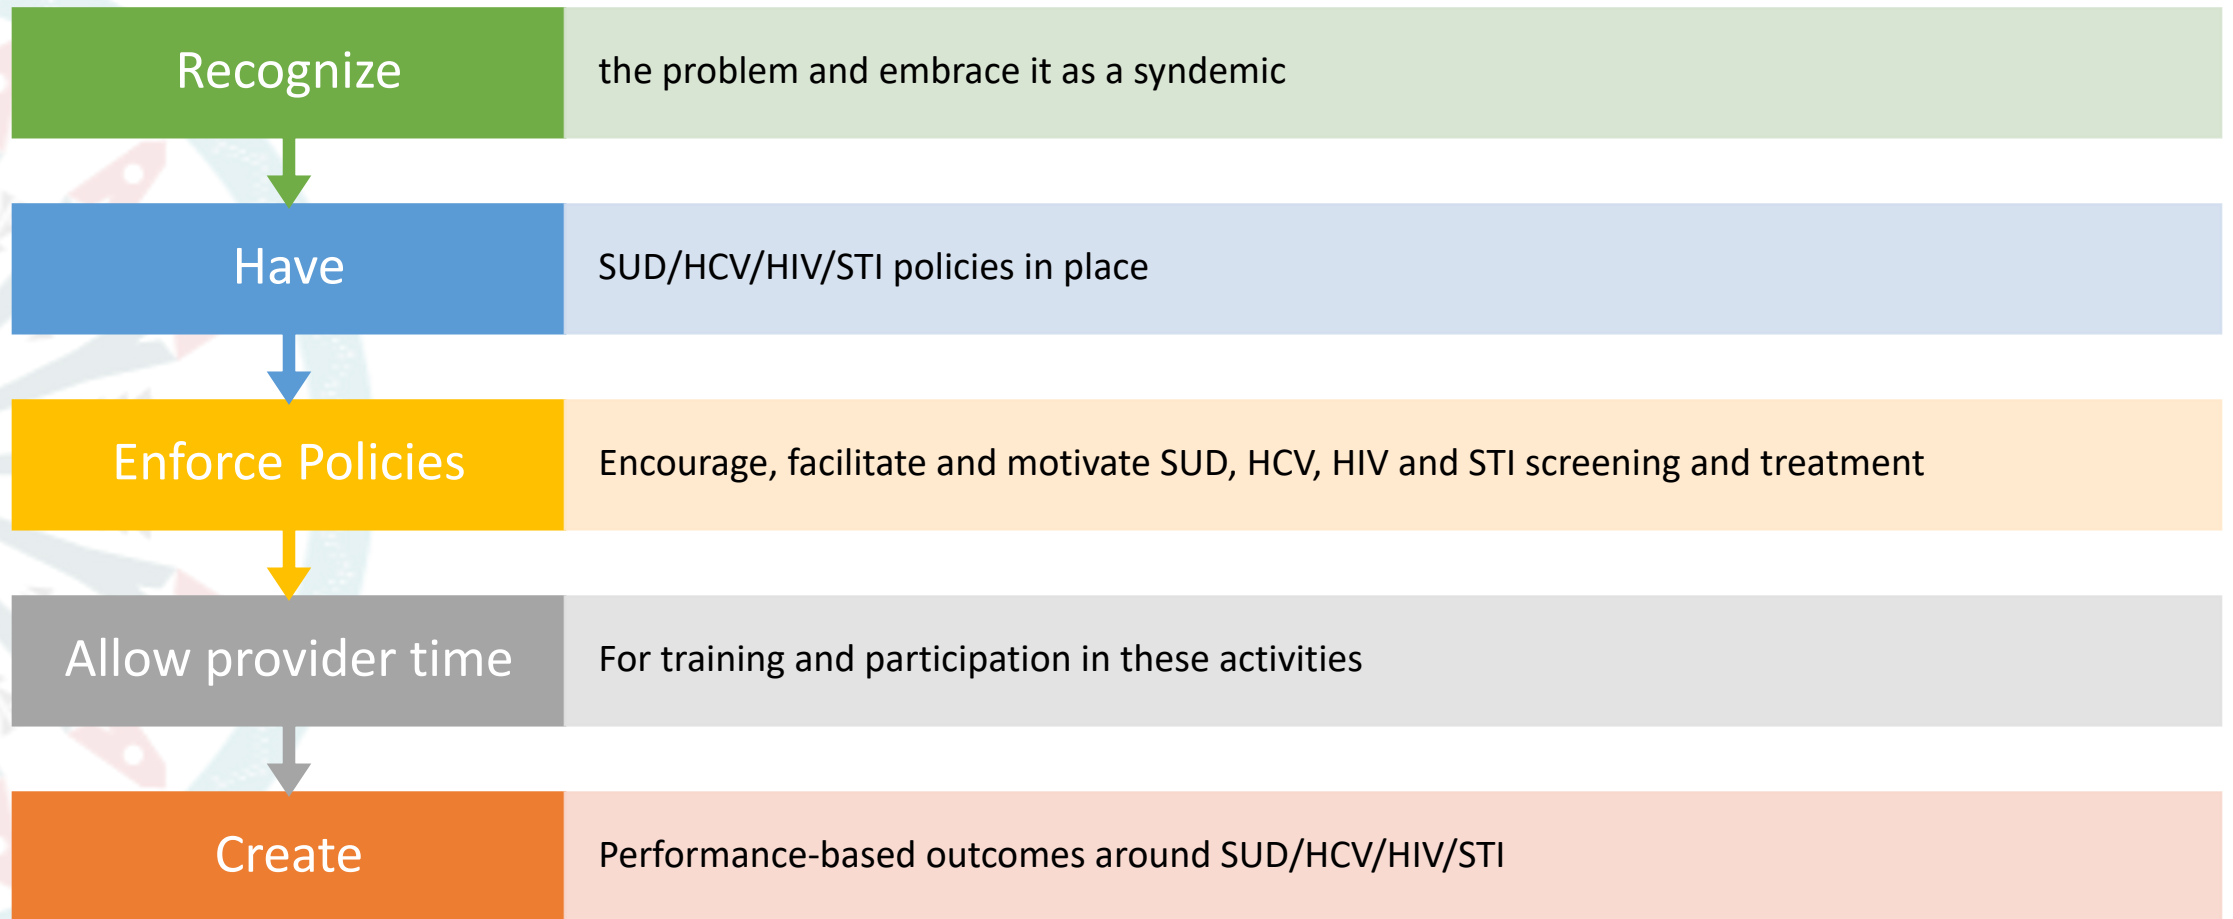 Recognize
the problem and embrace it as a syndemic
Have
SUD/HCV/HIV/STI policies in place
Enforce Policies
Encourage, facilitate and motivate SUD, HCV, HIV and STI screening and treatment
Allow provider time
For training and participation in these activities
Create
Performance-based outcomes around SUD/HCV/HIV/STI